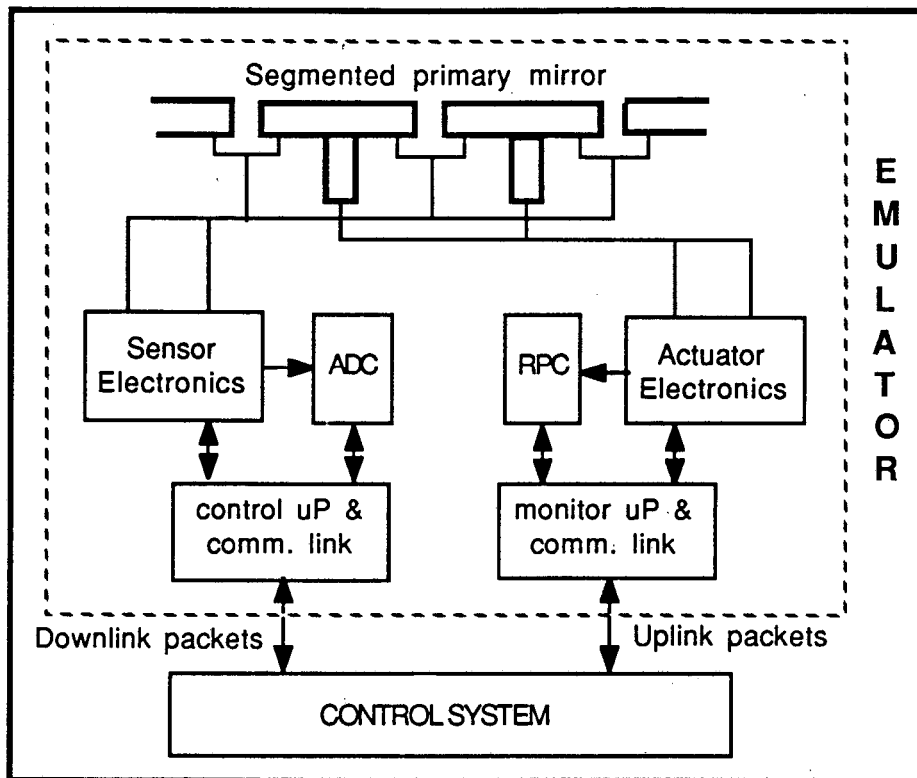 Segmented primary mirror
EMULATOR
Sensor
Electronics
ADC
RPC
Actuator
Electronics
control uP &
comm. link
monitor uP &
comm. link
Downlink packets
Uplink packets
CONTROL SYSTEM